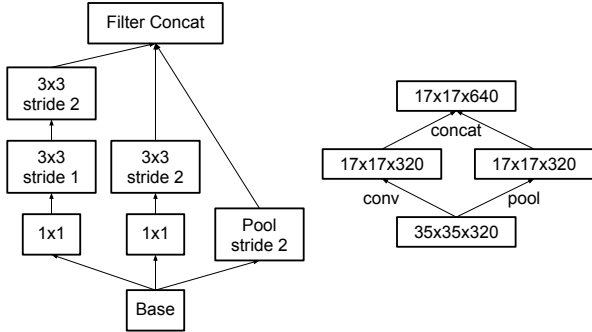 Filter Concat
3x3
stride 2
3x3
stride 1
3x3
stride 2
1x1
1x1
Pool
stride 2
Base
17x17x640
concat
17x17x320
17x17x320
conv
pool
35x35x320